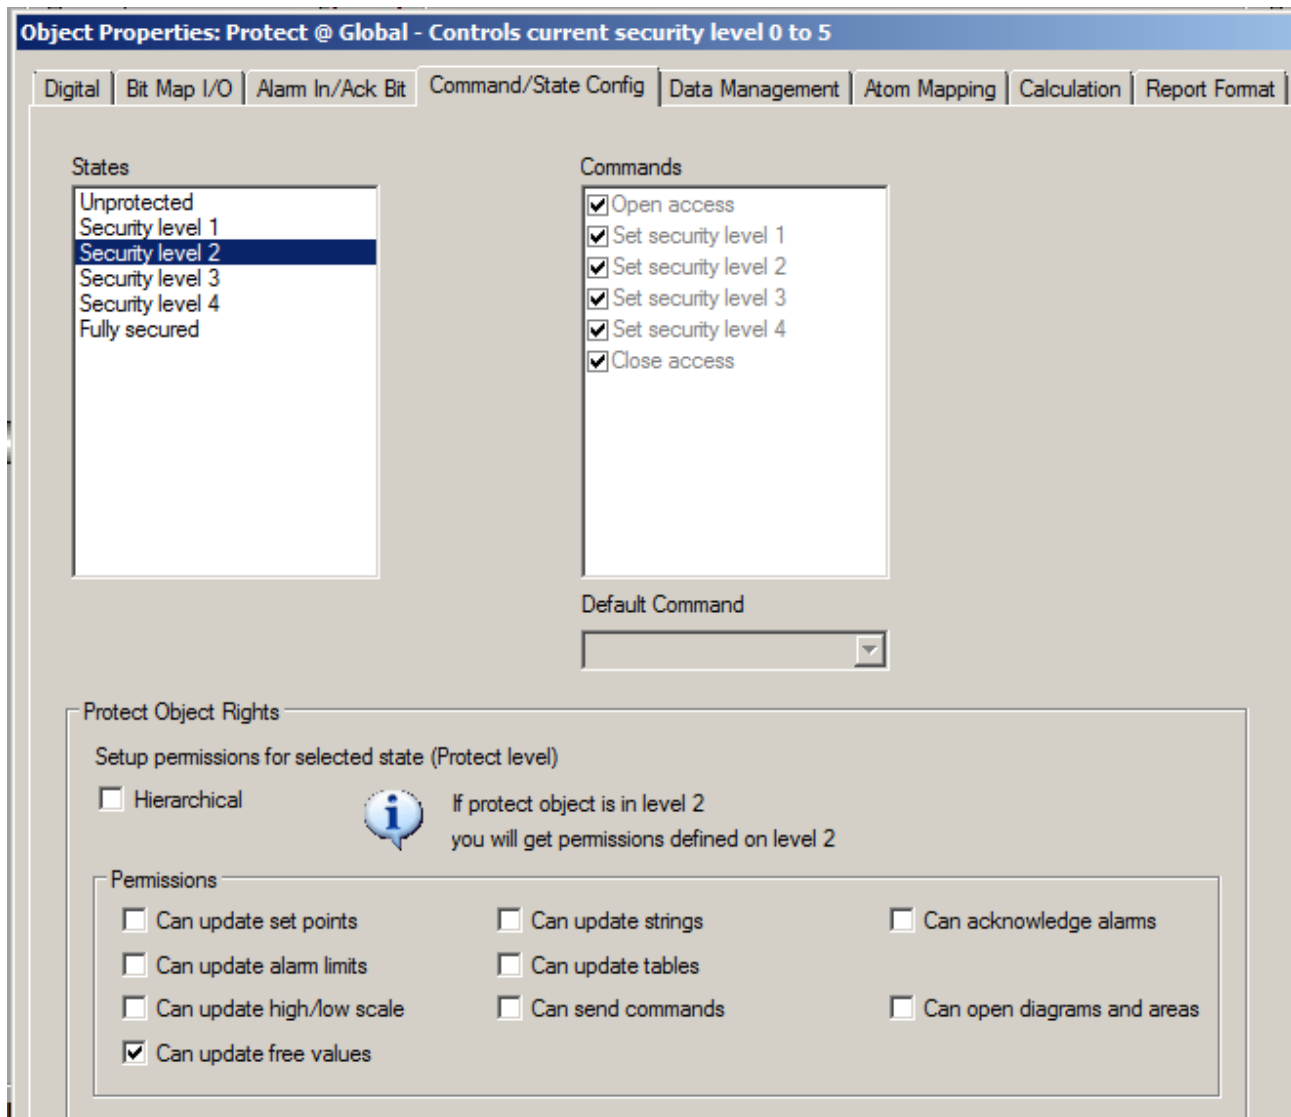 Object Properties: Protect @ Global - Controls current security level 0 to 5
Digital Bit Map I/O Alarm In/Ack Bit Command/State Config Data Management Atom Mapping Calculation Report Format
States
Unprotected
Security level 1
Security level 2
Security level 3
Security level 4
Fully secured
Commands
Open access
Set security level 1
Set security level 2
Set security level 3
Set security level 4
Close access
Default Command
Protect Object Rights
Setup permissions for selected state (Protect level)
Hierarchical
If protect object is in level 2
you will get permissions defined on level 2
Permissions
Can update set points Can update strings Can acknowledge alarms
Can update alarm limits Can update tables
Can update high/low scale Can send commands Can open diagrams and areas
Can update free values